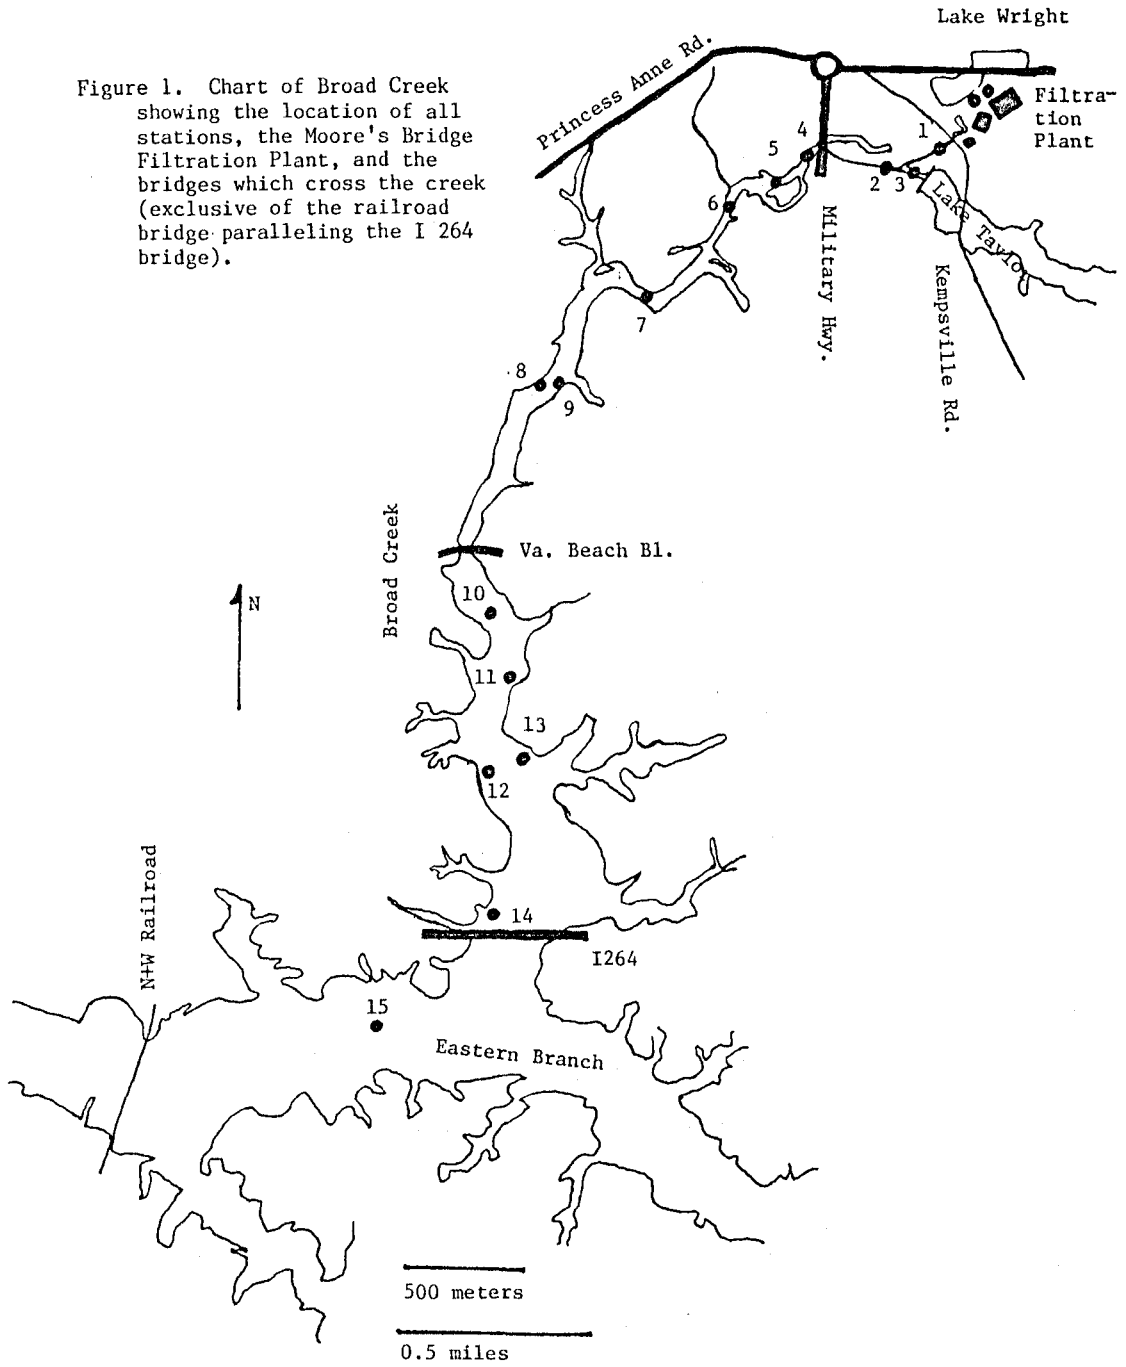 Lake Wright
Figure 1. Chart of Broad Creek
showing the location of all
stations, the Moore's Bridge
Filtration Plant, and the
bridges which cross the creek
(exclusive of the railroad
bridge paralleling the I 264
bridge).
Princess Anne Rd.
Filtra-
tion
Plant
1
4
5
2
3
6
Lake Taylor
Military Hwy.
Kempsville Rd.
7
8
9
Broad Creek
Va. Beach Bl.
10
N
11
13
12
N+W Railroad
14
I264
15
Eastern Branch
500 meters
0.5 miles